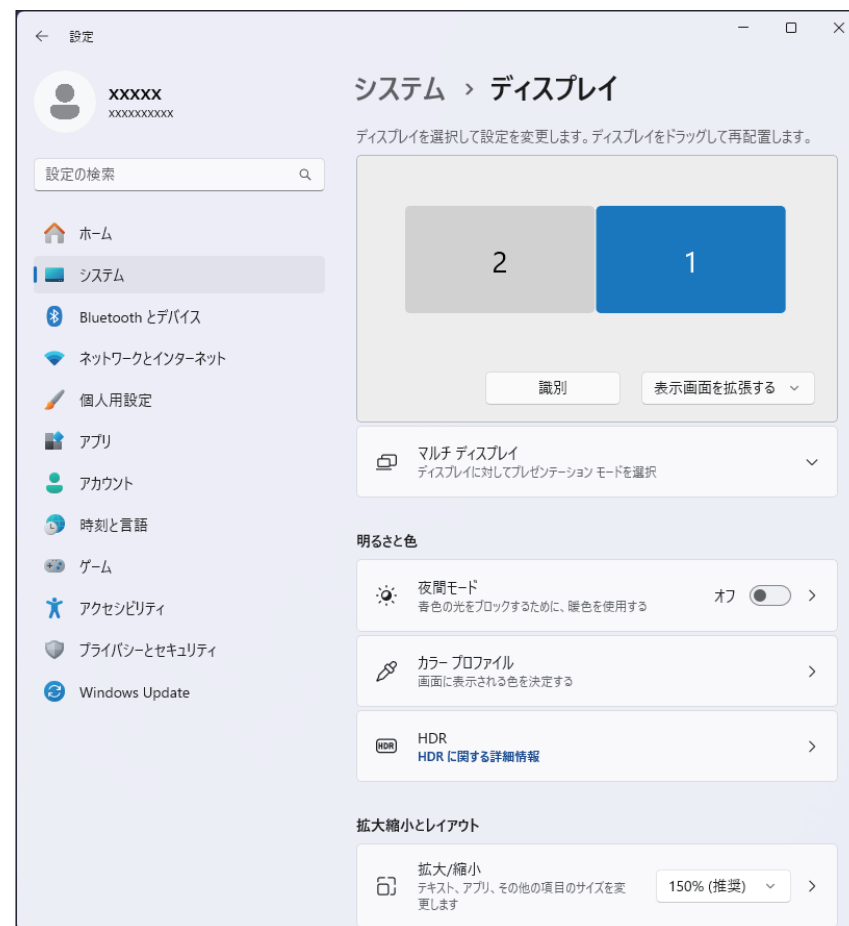 設定
xxxxx
xxxxxxxxxx
設定の検索
ホーム
システム
Bluetooth とデバイス
ネットワークとインターネット
個人用設定
アプリ
アカウント
時刻と言語
ゲーム
アクセシビリティ
プライバシーとセキュリティ
Windows Update
システム › ディスプレイ
ディスプレイを選択して設定を変更します。ディスプレイをドラッグして再配置します。
2
1
識別
表示画面を拡張する
マルチ ディスプレイ
ディスプレイに対してプレゼンテーション モードを選択
明るさと色
夜間モード
青色の光をブロックするために、暖色を使用する
オフ
カラー プロファイル
画面に表示される色を決定する
HDR
HDR
HDR に関する詳細情報
拡大縮小とレイアウト
拡大/縮小
テキスト、アプリ、その他の項目のサイズを変
更します
150% (推奨)